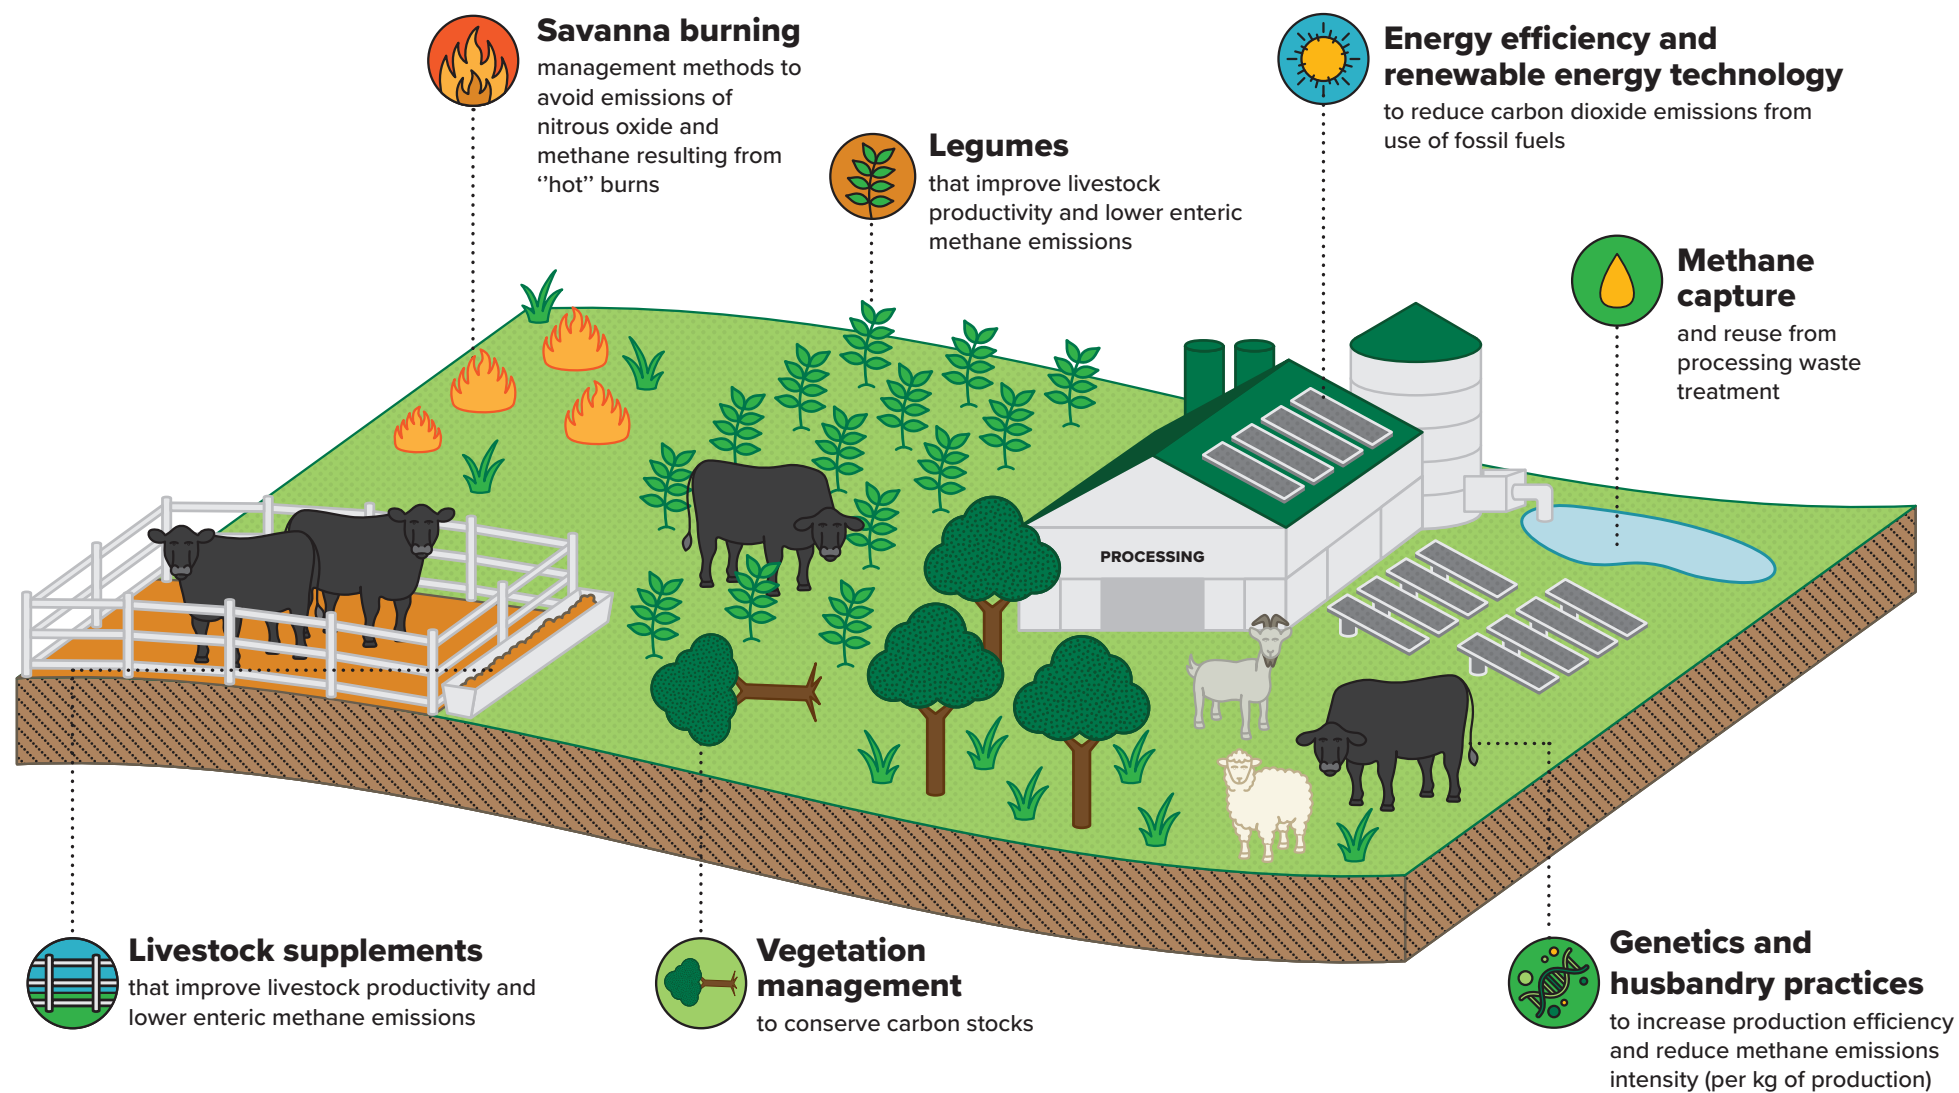 Savanna burning
management methods to
avoid emissions of
nitrous oxide and
methane resulting from
‘’hot’’ burns
Legumes
that improve livestock
productivity and lower enteric
methane emissions
Energy efficiency and
renewable energy technology
to reduce carbon dioxide emissions from
use of fossil fuels
Methane
capture
and reuse from
processing waste
treatment
PROCESSING
Livestock supplements
that improve livestock productivity and
lower enteric methane emissions
Vegetation
management
to conserve carbon stocks
Genetics and
husbandry practices
to increase production efficiency
and reduce methane emissions
intensity (per kg of production)